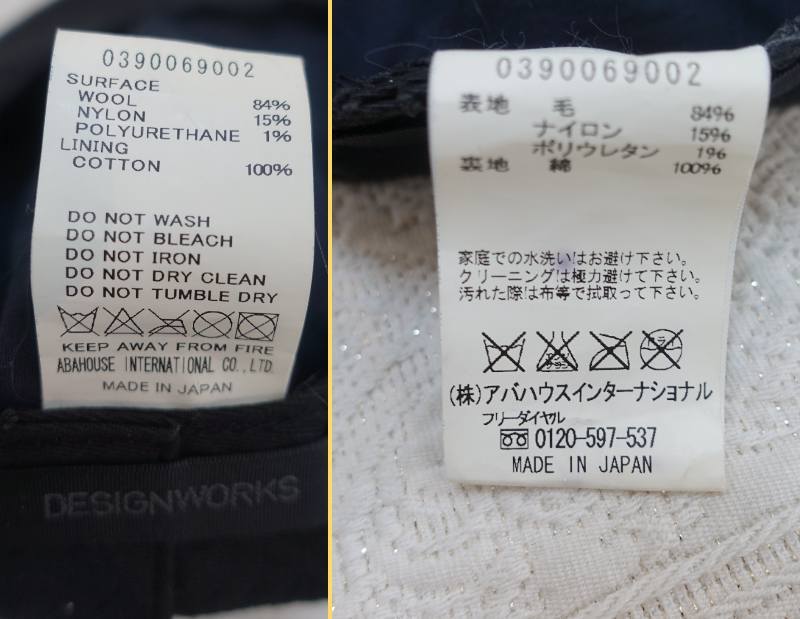 0390069002
SURFACE
WOOL 84%
NYLON 15%
POLYURETHANE 1%
LINING
COTTON 100%
DO NOT WASH
DO NOT BLEACH
DO NOT IRON
DO NOT DRY CLEAN
DO NOT TUMBLE DRY
KEEP AWAY FROM FIRE
ABAHOUSE INTERNATIONAL CO., LTD.
MADE IN JAPAN
DESIGNWORKS
0390069002
表地 毛 84%
ナイロン 15%
ポリウレタン 1%
裏地 綿 100%
家庭での水洗いはお避け下さい。
クリーニングは極力避けて下さい。
汚れた際は布等で拭取って下さい。
(株)アバハウスインターナショナル
フリーダイヤル
0120-597-537
MADE IN JAPAN